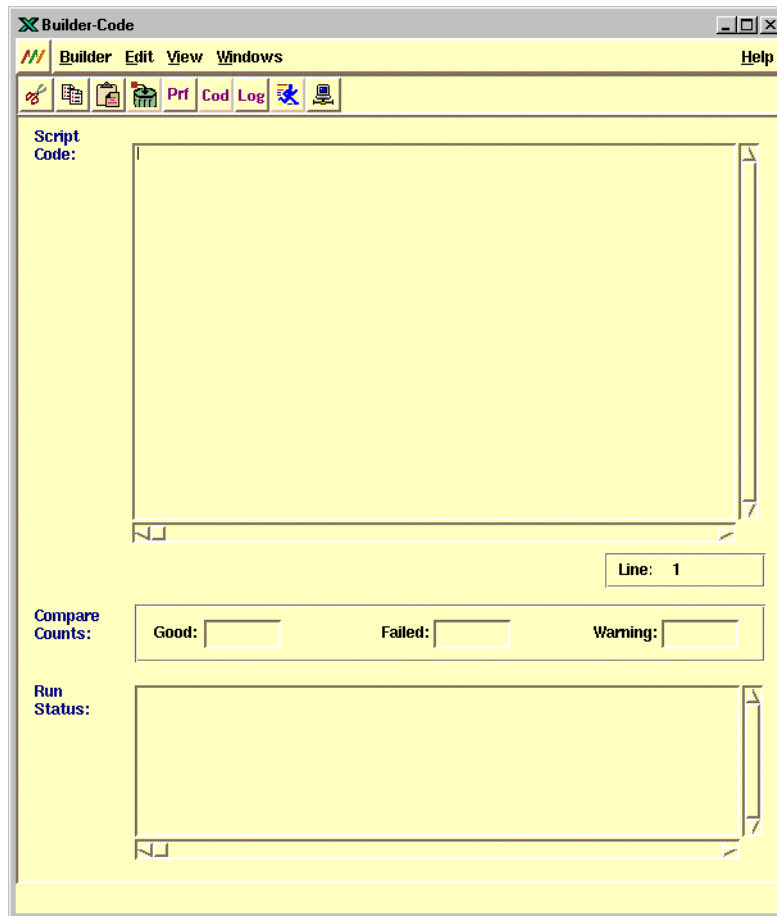 Builder-Code
Builder Edit View Windows Help
Prf Cod Log
Script
Code:
Line: 1
Compare
Counts:
Good: Failed: Warning:
Run
Status: